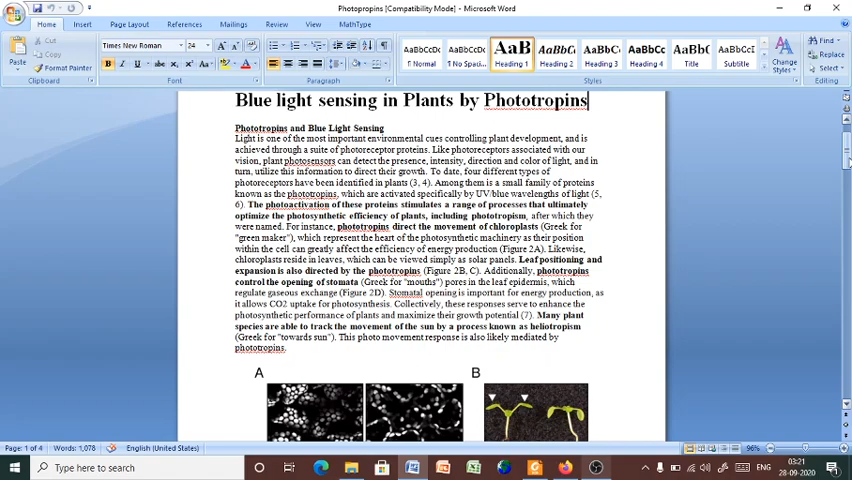 Phototropins [Compatibility Mode] - Microsoft Word
Home Insert Page Layout References Mailings Review View MathType
Paste
Cut
Copy
Format Painter
Clipboard
Times New Roman 24
Font
Paragraph
AaBbCcDc AaBbCcDc AaB AaBbCc AaBbCc AaBbCc AaBb( AaBbCcI
¶ Normal ¶ No Spaci... Heading 1 Heading 2 Heading 3 Heading 4 Title Subtitle
Change Styles
Styles
Find
Replace
Select
Editing
Blue light sensing in Plants by Phototropins
Phototropins and Blue Light Sensing
Light is one of the most important environmental cues controlling plant development, and is
achieved through a suite of photoreceptor proteins. Like photoreceptors associated with our
vision, plant photosensors can detect the presence, intensity, direction and color of light, and in
turn, utilize this information to direct their growth. To date, four different types of
photoreceptors have been identified in plants (3, 4). Among them is a small family of proteins
known as the phototropins, which are activated specifically by UV/blue wavelengths of light (5,
6). The photoactivation of these proteins stimulates a range of processes that ultimately
optimize the photosynthetic efficiency of plants, including phototropism, after which they
were named. For instance, phototropins direct the movement of chloroplasts (Greek for
"green maker"), which represent the heart of the photosynthetic machinery as their position
within the cell can greatly affect the efficiency of energy production (Figure 2A). Likewise,
chloroplasts reside in leaves, which can be viewed simply as solar panels. Leaf positioning and
expansion is also directed by the phototropins (Figure 2B, C). Additionally, phototropins
control the opening of stomata (Greek for "mouths") pores in the leaf epidermis, which
regulate gaseous exchange (Figure 2D). Stomatal opening is important for energy production, as
it allows CO2 uptake for photosynthesis. Collectively, these responses serve to enhance the
photosynthetic performance of plants and maximize their growth potential (7). Many plant
species are able to track the movement of the sun by a process known as heliotropism
(Greek for "towards sun"). This photo movement response is also likely mediated by
phototropins.
A B
Page: 1 of 4 Words: 1,078 English (United States) 96%
Type here to search
ENG
03:21
28-09-2020